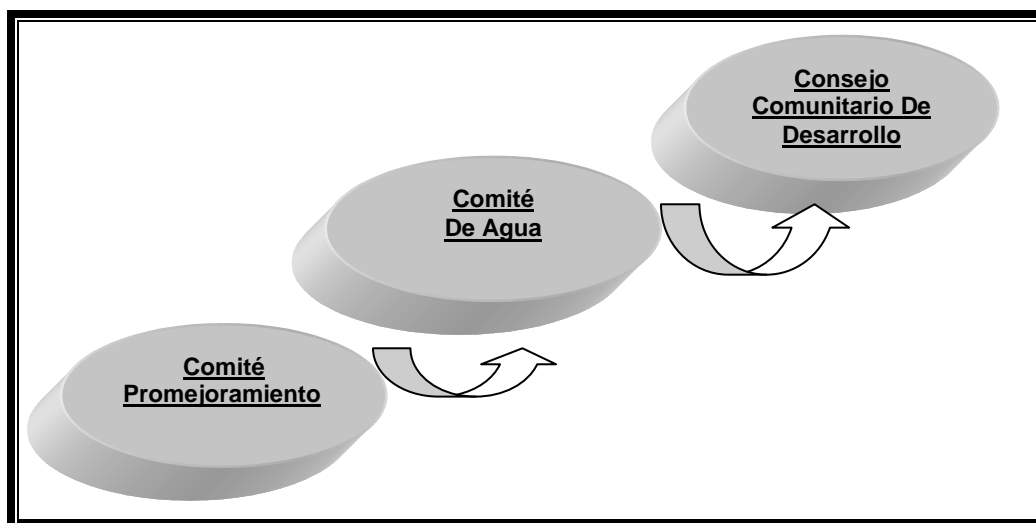 Consejo
Comunitario De
Desarrollo
Comité
De Agua
Comité
Promejoramiento